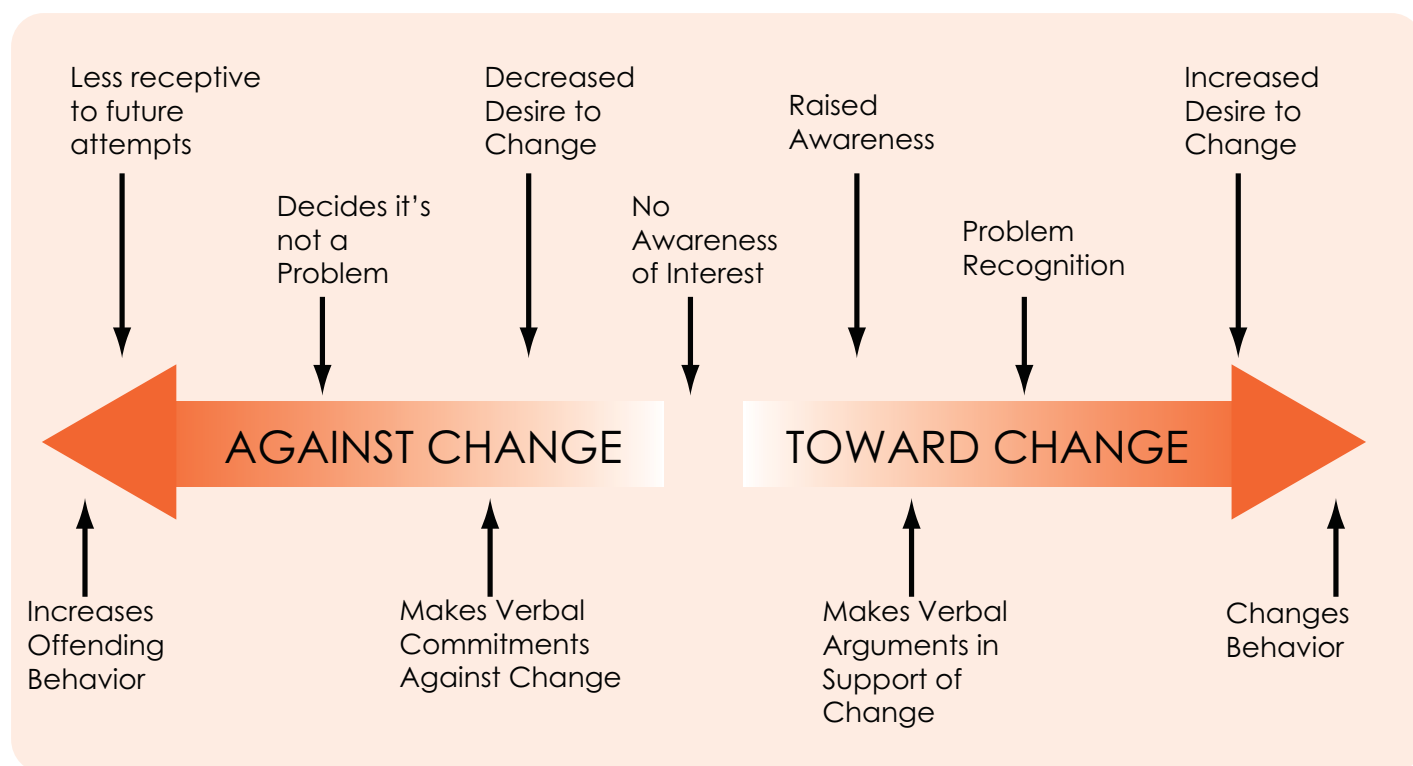 Less receptive
to future
attempts
Decides it's
not a
Problem
Decreased
Desire to
Change
No
Awareness
of Interest
Raised
Awareness
Problem
Recognition
Increased
Desire to
Change
AGAINST CHANGE
TOWARD CHANGE
Increases
Offending
Behavior
Makes Verbal
Commitments
Against Change
Makes Verbal
Arguments in
Support of
Change
Changes
Behavior